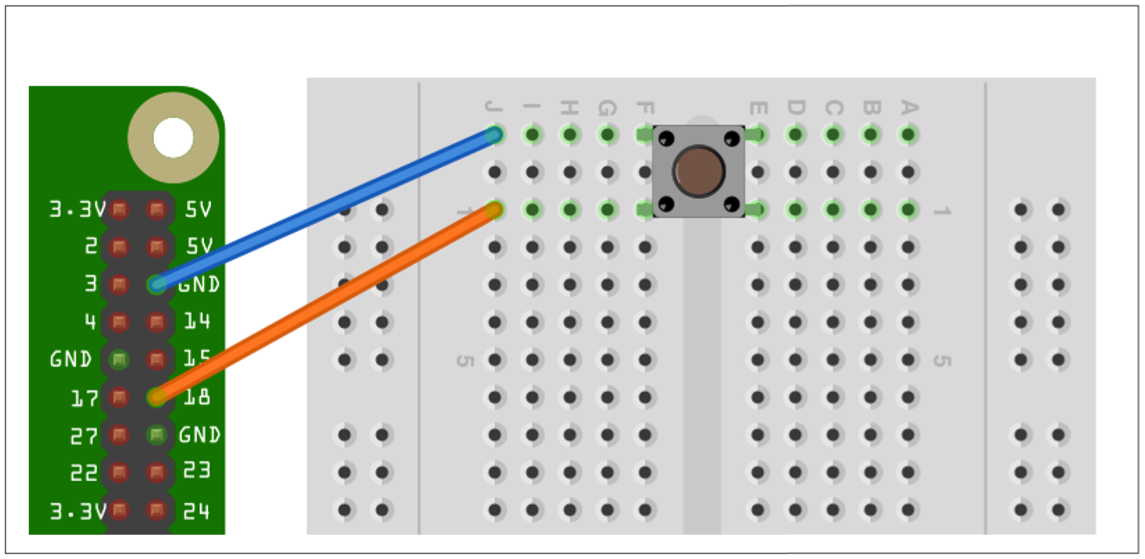 J I H G F E D C B A
3.3V 5V
1 1
2 5V
3 GND
4 14
GND 15
5 5
17 18
27 GND
22 23
3.3V 24